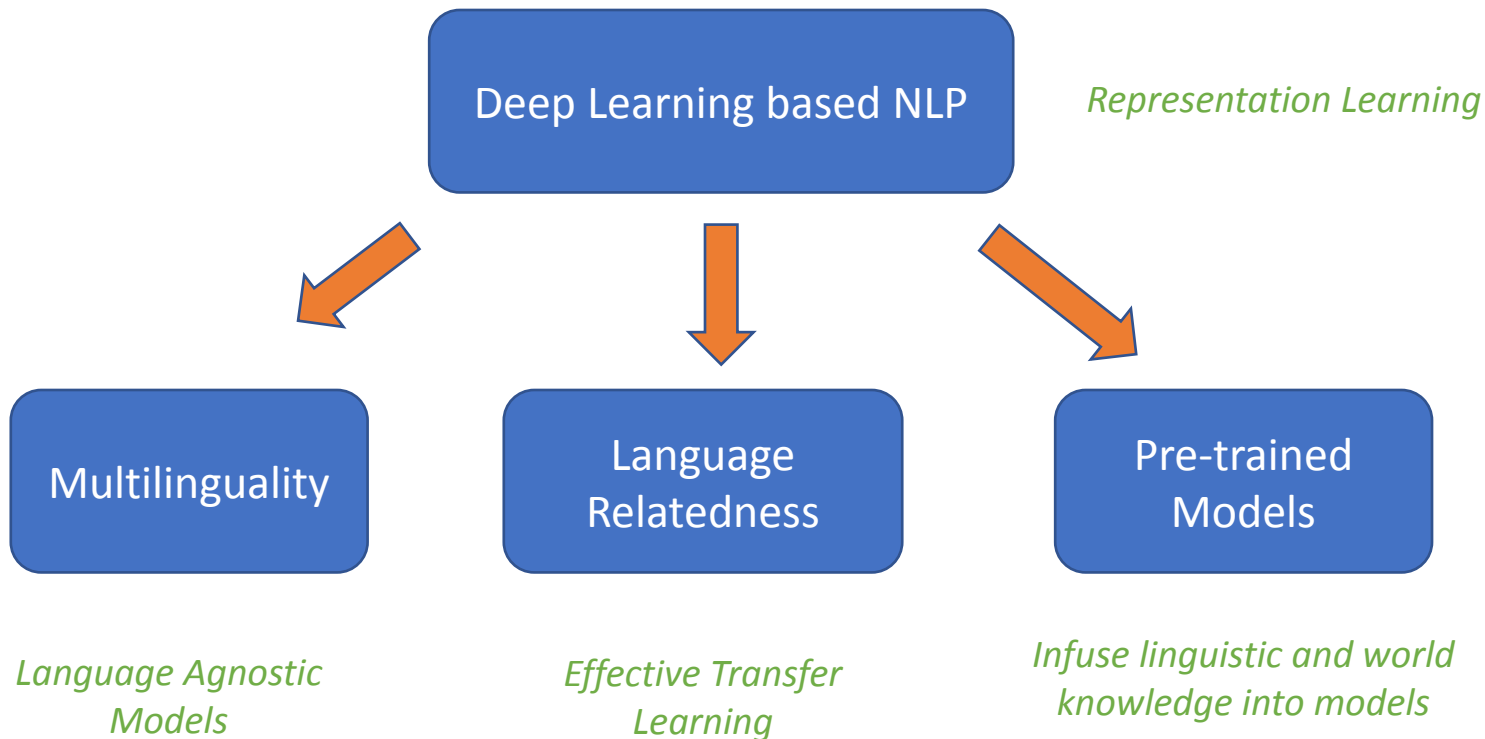 Deep Learning based NLP
Representation Learning
Multilinguality
Language
Relatedness
Pre-trained
Models
Language Agnostic
Models
Effective Transfer
Learning
Infuse linguistic and world
knowledge into models